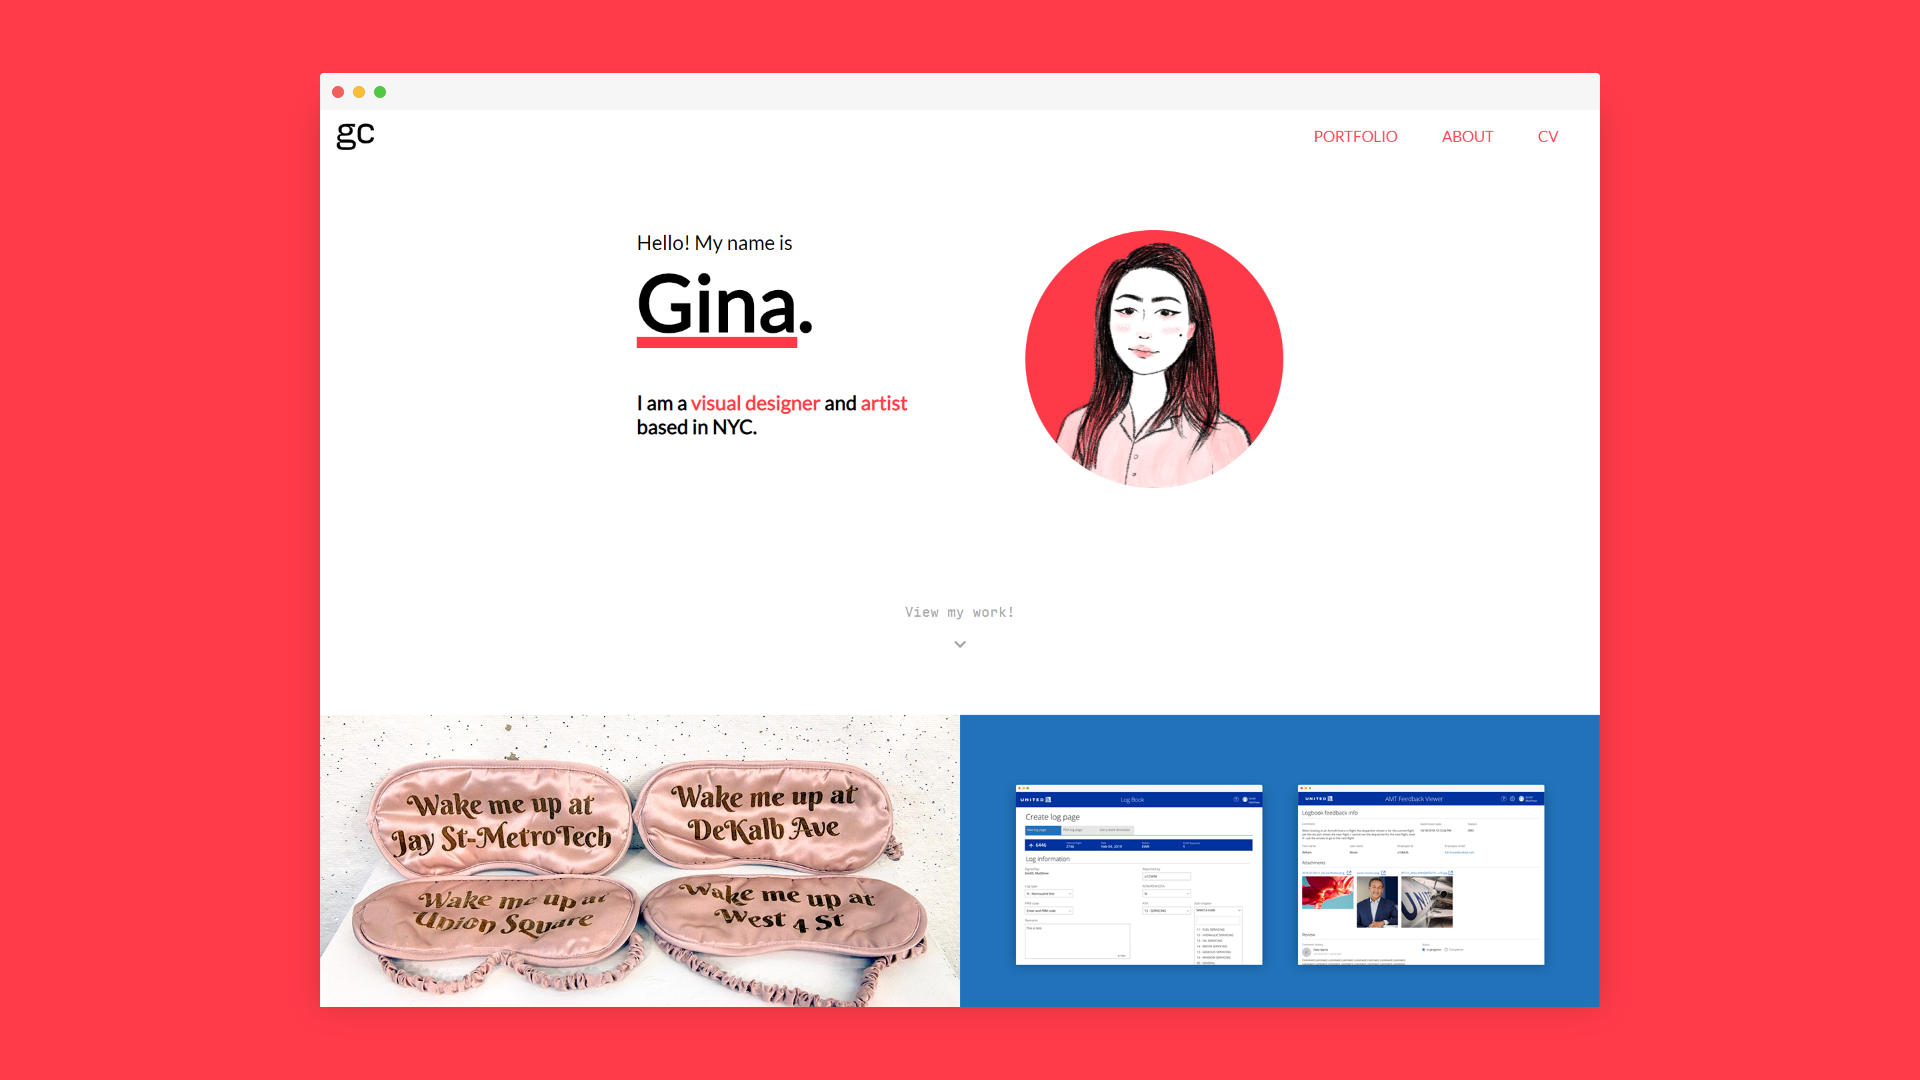 gc
PORTFOLIO
ABOUT
CV
Hello! My name is
Gina.
I am a visual designer and artist
based in NYC.
View my work!
Wake me up at
Jay St-MetroTech
Wake me up at
DeKalb Ave
Wake me up at
Union Square
Wake me up at
West 4 St
UNITED
Log Book
Create log page
6446
Log information
Remarks
UNITED
AMT Feedback Viewer
Logbook feedback info
Attachments
Review